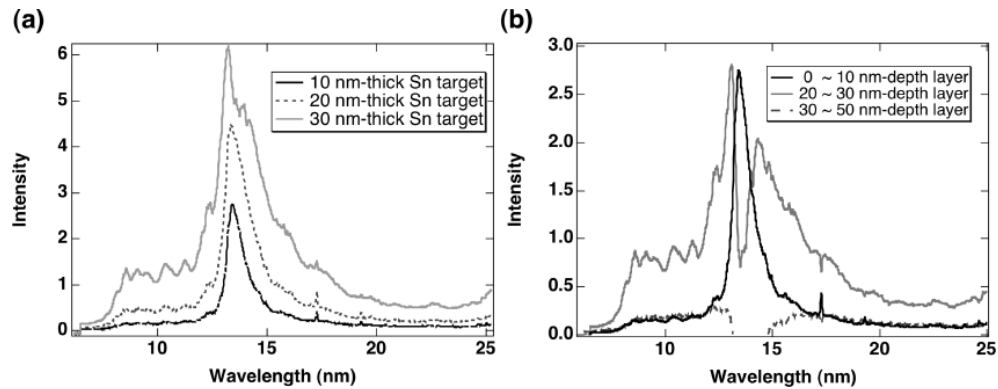 (a)
6
5
4
3
2
1
0
Intensity
10 nm-thick Sn target
20 nm-thick Sn target
30 nm-thick Sn target
10 15 20 25
Wavelength (nm)
(b)
3.0
2.5
2.0
1.5
1.0
0.5
0.0
Intensity
0 ~ 10 nm-depth layer
20 ~ 30 nm-depth layer
30 ~ 50 nm-depth layer
10 15 20 25
Wavelength (nm)